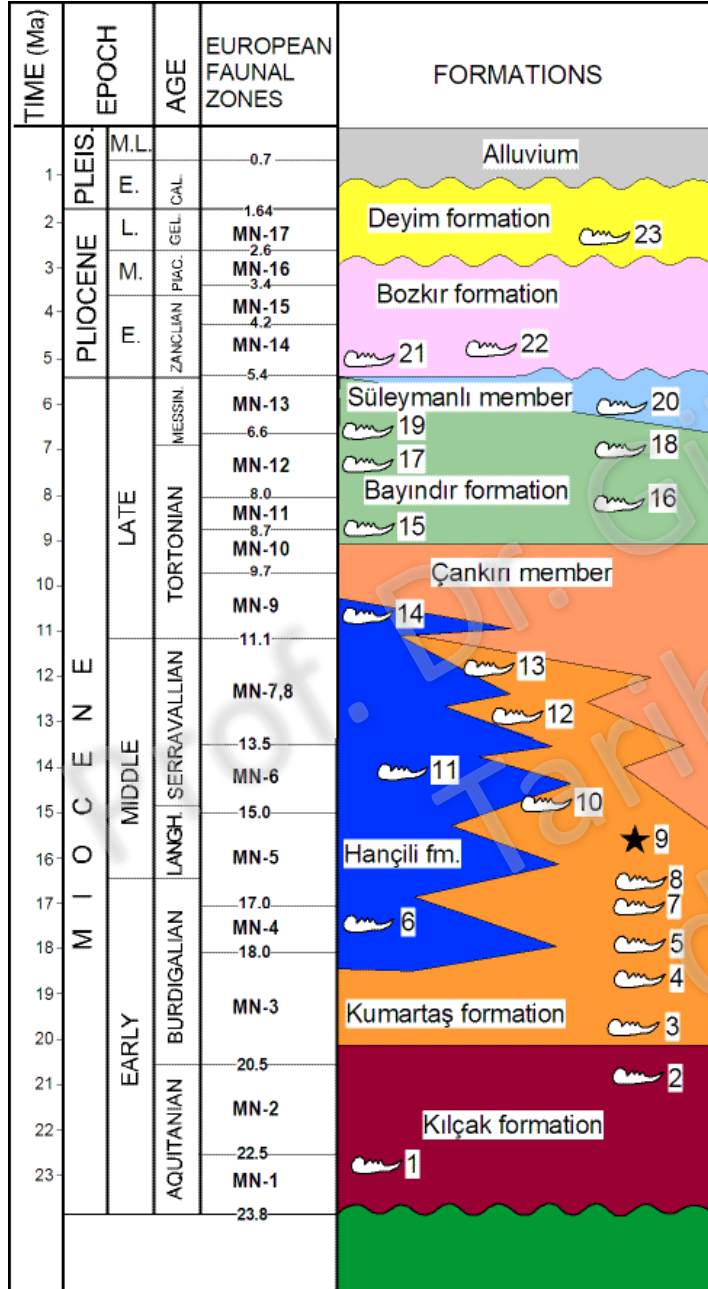 TIME (Ma)
EPOCH
AGE
EUROPEAN
FAUNAL
ZONES
FORMATIONS
PLEIS.
M.L.
E.
CAL.
0.7
Alluvium
1
1.64
2
PLIOCENE
L.
GEL.
MN-17
Deyim formation
23
2.6
3
M.
PIAC.
MN-16
3.4
Bozkır formation
4
E.
ZANCLIAN
MN-15
4.2
MN-14
5
21
22
5.4
MIOCENE
LATE
MESSIN.
MN-13
Süleymanlı member
20
6
19
6.6
7
MN-12
17
18
TORTONIAN
8
8.0
Bayındır formation
16
MN-11
15
8.7
9
MN-10
9.7
Çankırı member
10
MN-9
14
11
11.1
MIDDLE
SERRAVALLIAN
12
13
MN-7,8
12
13
13.5
14
MN-6
11
10
15
15.0
LANGH.
MN-5
9
16
Hançili fm.
8
17
17.0
7
EARLY
BURDIGALIAN
MN-4
6
5
18
18.0
4
19
MN-3
Kumartaş formation
3
20
20.5
2
21
AQUITANIAN
MN-2
Kılçak formation
22
22.5
1
23
MN-1
23.8
Prof. Dr.